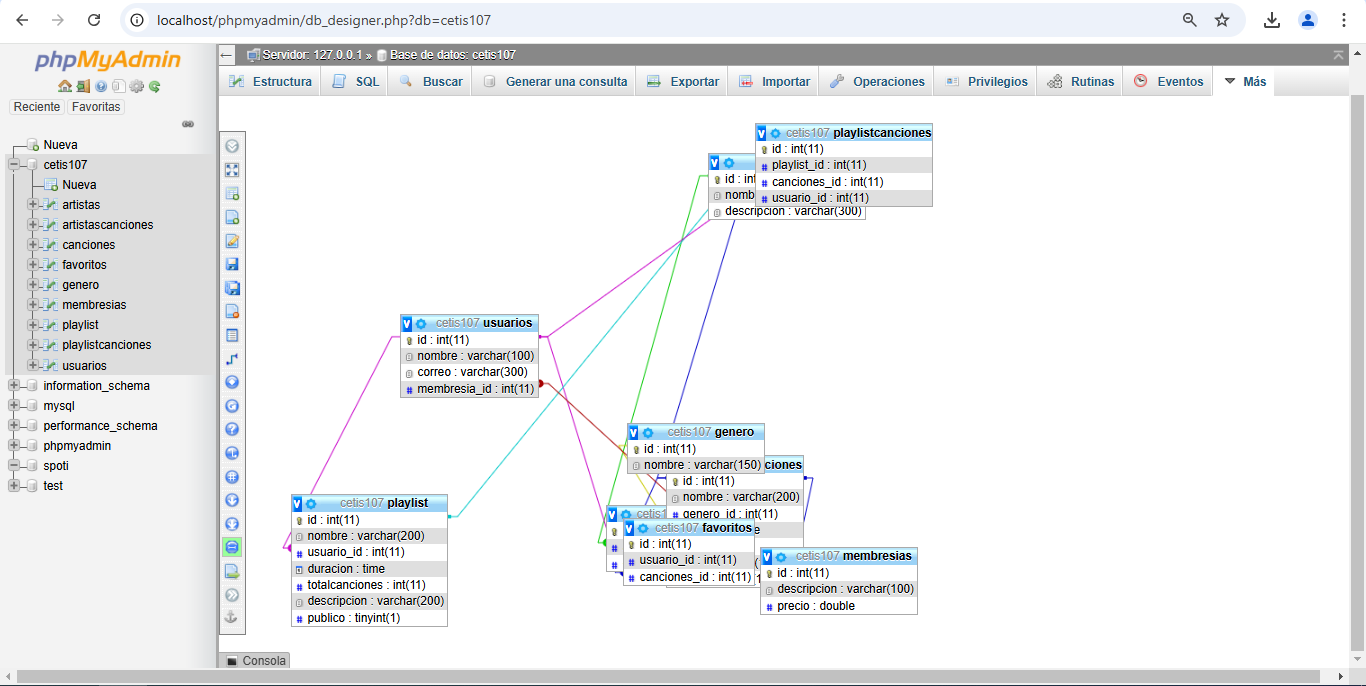 localhost/phpmyadmin/db_designer.php?db=cetis107
phpMyAdmin
Reciente Favoritas
Nueva
cetis107
Nueva
artistas
artistascanciones
canciones
favoritos
genero
membresias
playlist
playlistcanciones
usuarios
information_schema
mysql
performance_schema
phpmyadmin
spoti
test
Servidor: 127.0.0.1 » Base de datos: cetis107
Estructura SQL Buscar Generar una consulta Exportar Importar Operaciones Privilegios Rutinas Eventos Más
cetis107 playlistcanciones
id : int(11)
playlist_id : int(11)
canciones_id : int(11)
usuario_id : int(11)
id : int
nomb
descripcion : varchar(300)
cetis107 usuarios
id : int(11)
nombre : varchar(100)
correo : varchar(300)
membresia_id : int(11)
cetis107 genero
id : int(11)
nombre : varchar(150)
ciones
id : int(11)
nombre : varchar(200)
genero_id : int(11)
cetis1
cetis107 favoritos
id : int(11)
usuario_id : int(11)
canciones_id : int(11)
cetis107 membresias
id : int(11)
descripcion : varchar(100)
precio : double
cetis107 playlist
id : int(11)
nombre : varchar(200)
usuario_id : int(11)
duracion : time
totalcanciones : int(11)
descripcion : varchar(200)
publico : tinyint(1)
Consola